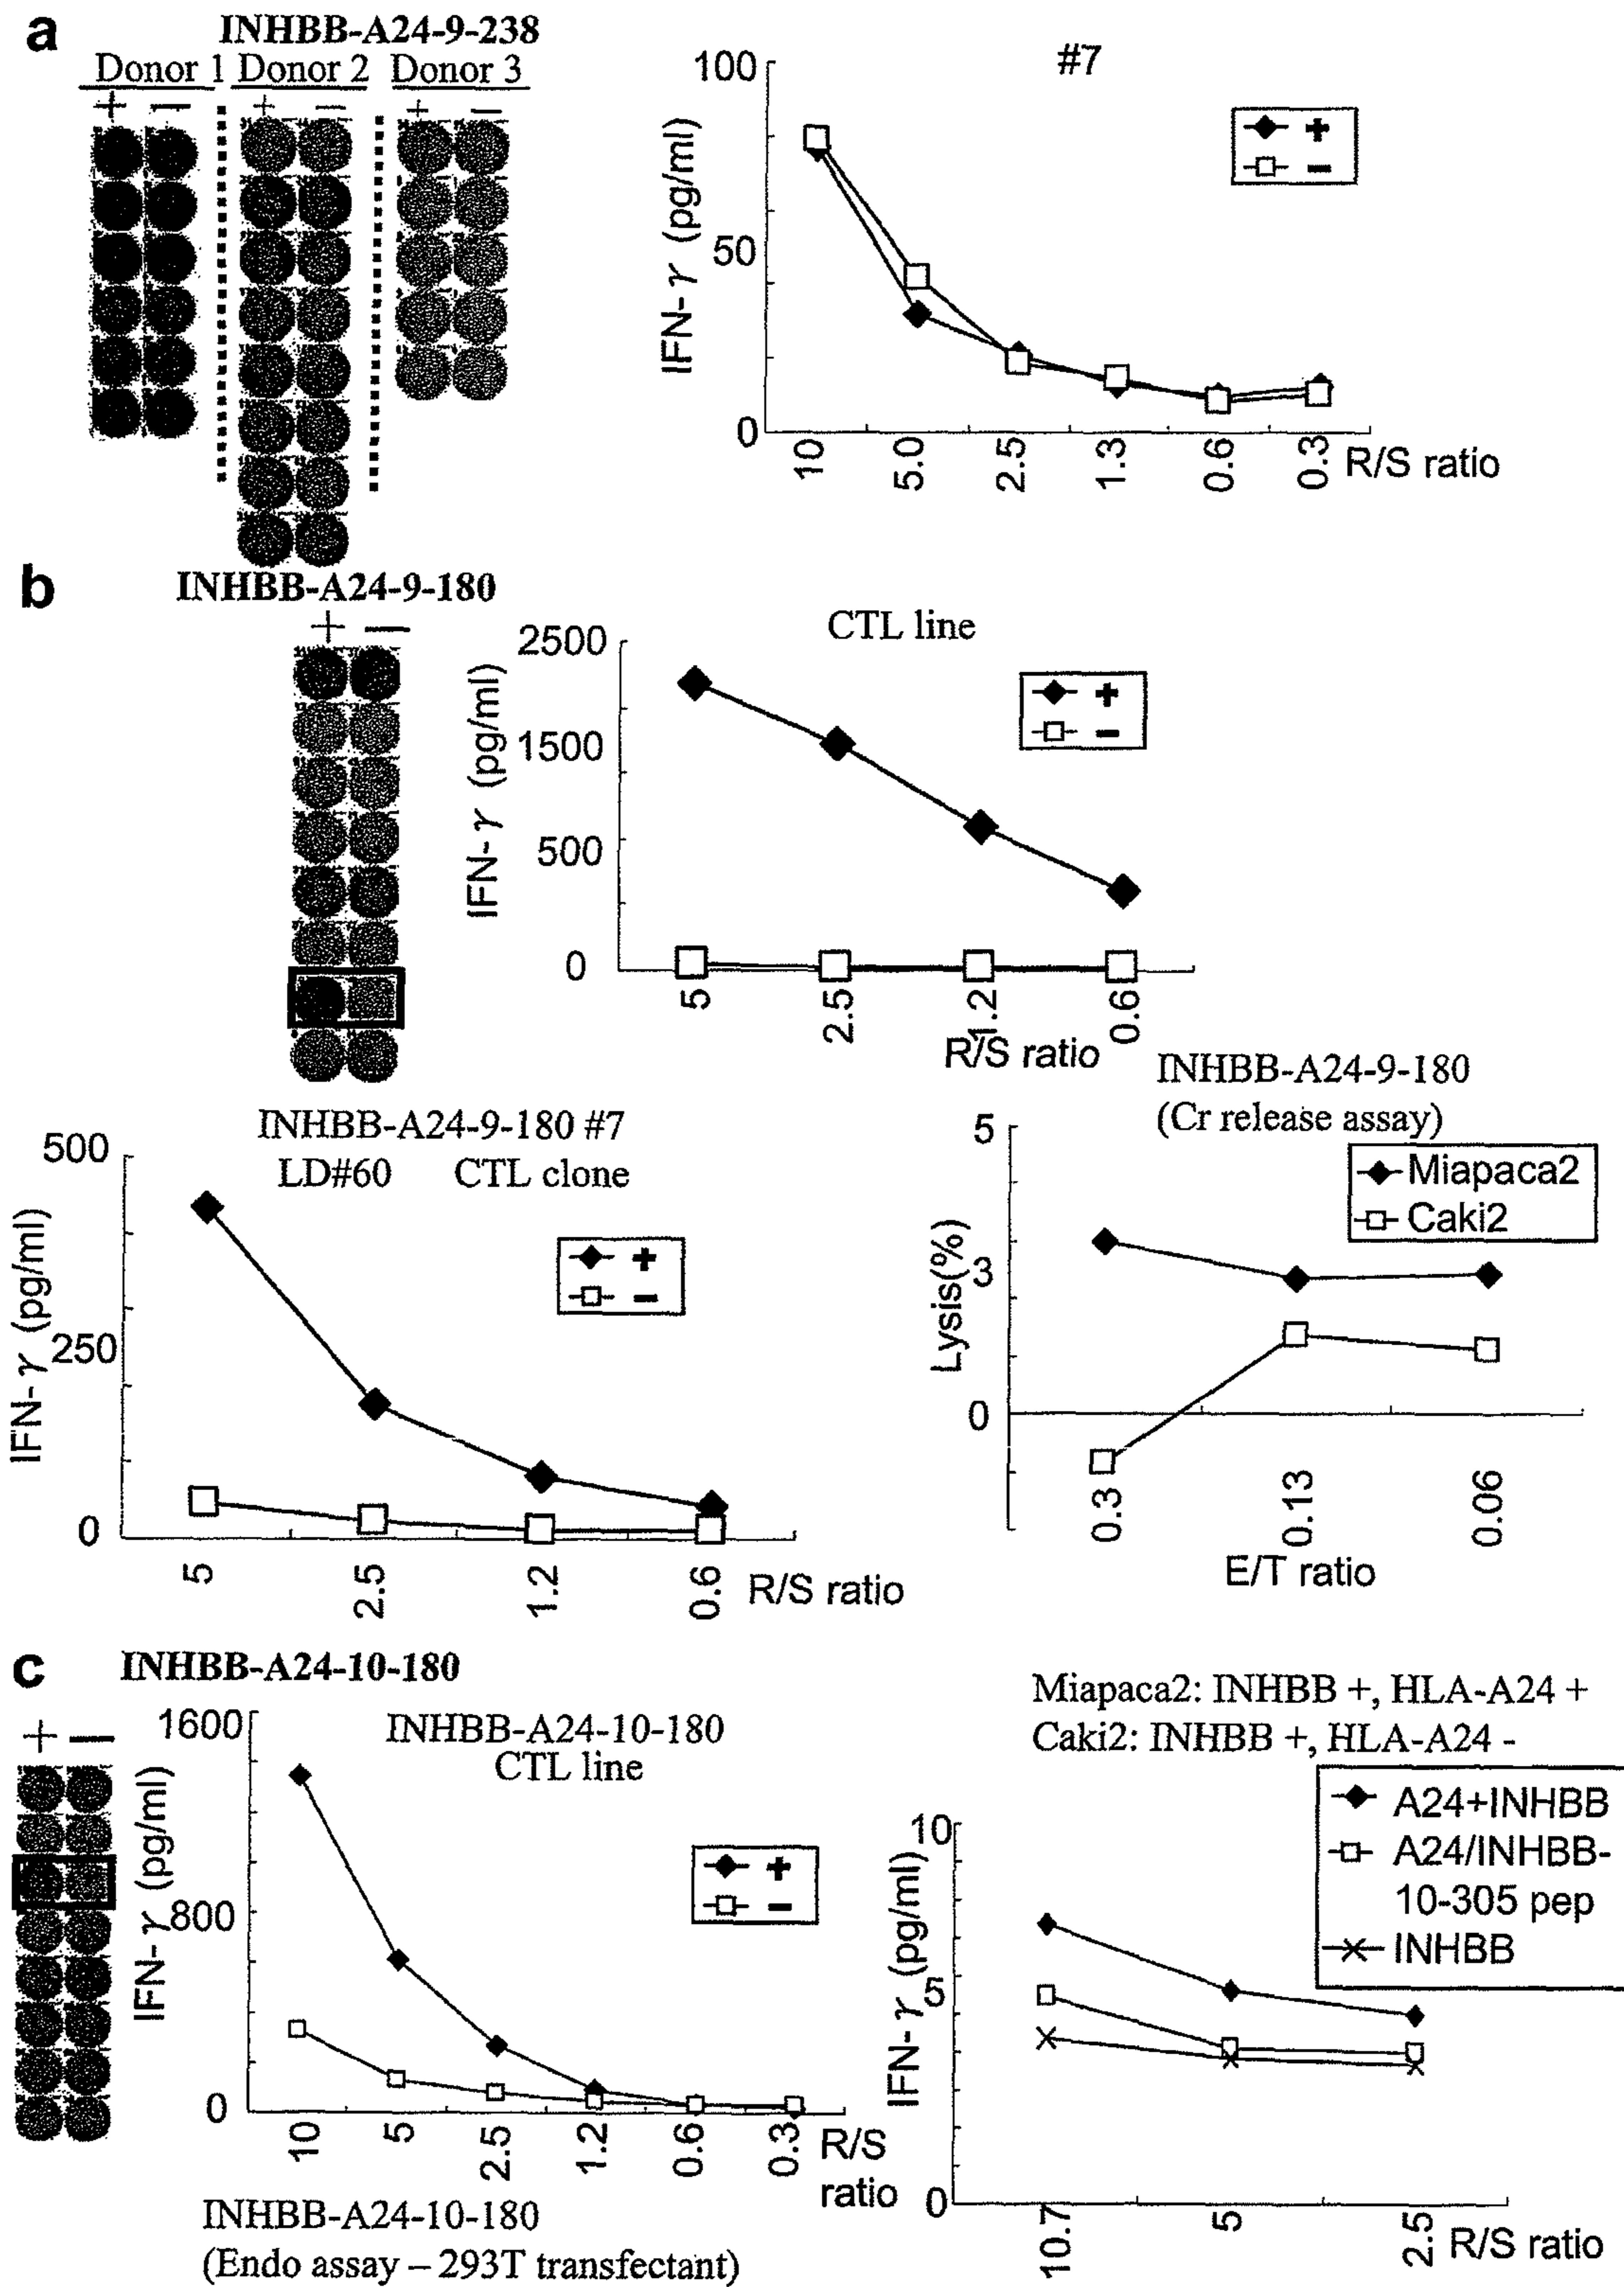 a
INHBB-A24-9-238
Donor 1 Donor 2 Donor 3
+ − + − + −
#7
100
50
0
IFN-γ (pg/ml)
+
−
10 5.0 2.5 1.3 0.6 0.3 R/S ratio
b
INHBB-A24-9-180
+ −
CTL line
2500
1500
500
0
IFN-γ (pg/ml)
+
−
5 2.5 1.2 0.6
R/S ratio
INHBB-A24-9-180 #7
LD#60 CTL clone
500
250
0
IFN-γ (pg/ml)
+
−
5 2.5 1.2 0.6 R/S ratio
INHBB-A24-9-180
(Cr release assay)
5
3
0
Lysis(%)
Miapaca2
Caki2
0.3 0.13 0.06
E/T ratio
c
INHBB-A24-10-180
+ −
INHBB-A24-10-180
CTL line
1600
800
0
IFN-γ (pg/ml)
+
−
10 5 2.5 1.2 0.6 0.3 R/S
ratio
INHBB-A24-10-180
(Endo assay – 293T transfectant)
Miapaca2: INHBB +, HLA-A24 +
Caki2: INHBB +, HLA-A24 -
A24+INHBB
A24/INHBB-
10-305 pep
INHBB
10
5
0
IFN-γ (pg/ml)
10.7 5 2.5 R/S ratio